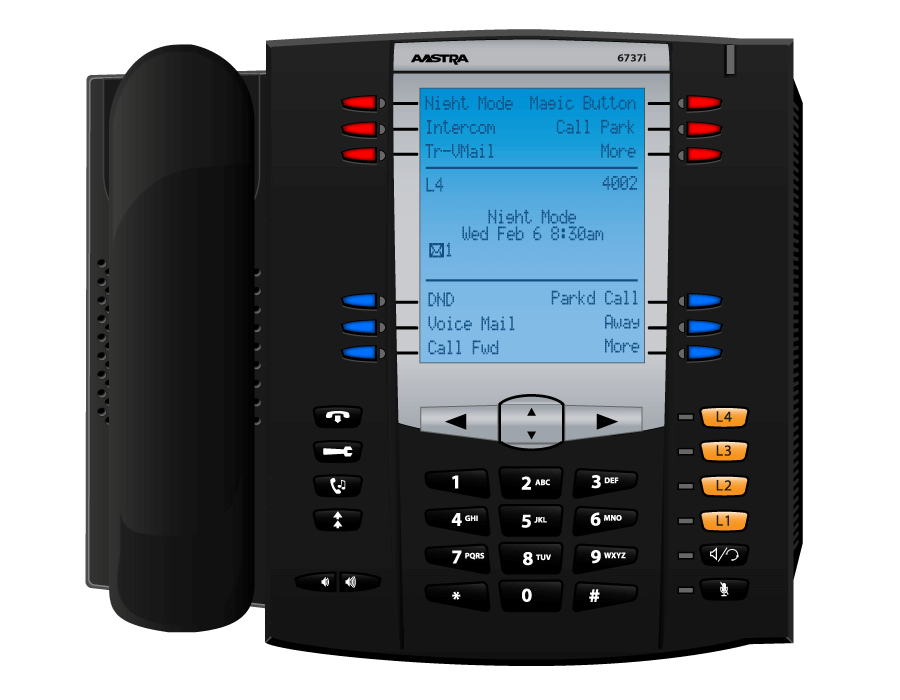 AASTRA 6737i
Night Mode Magic Button
Intercom Call Park
Tr-VMail More
L4 4002
Night Mode
Wed Feb 6 8:30am
1
DND Parkd Call
Voice Mail Away
Call Fwd More
L4
L3
1 2 ABC 3 DEF
L2
4 GHI 5 JKL 6 MNO
L1
7 PQRS 8 TUV 9 WXYZ
* 0 #